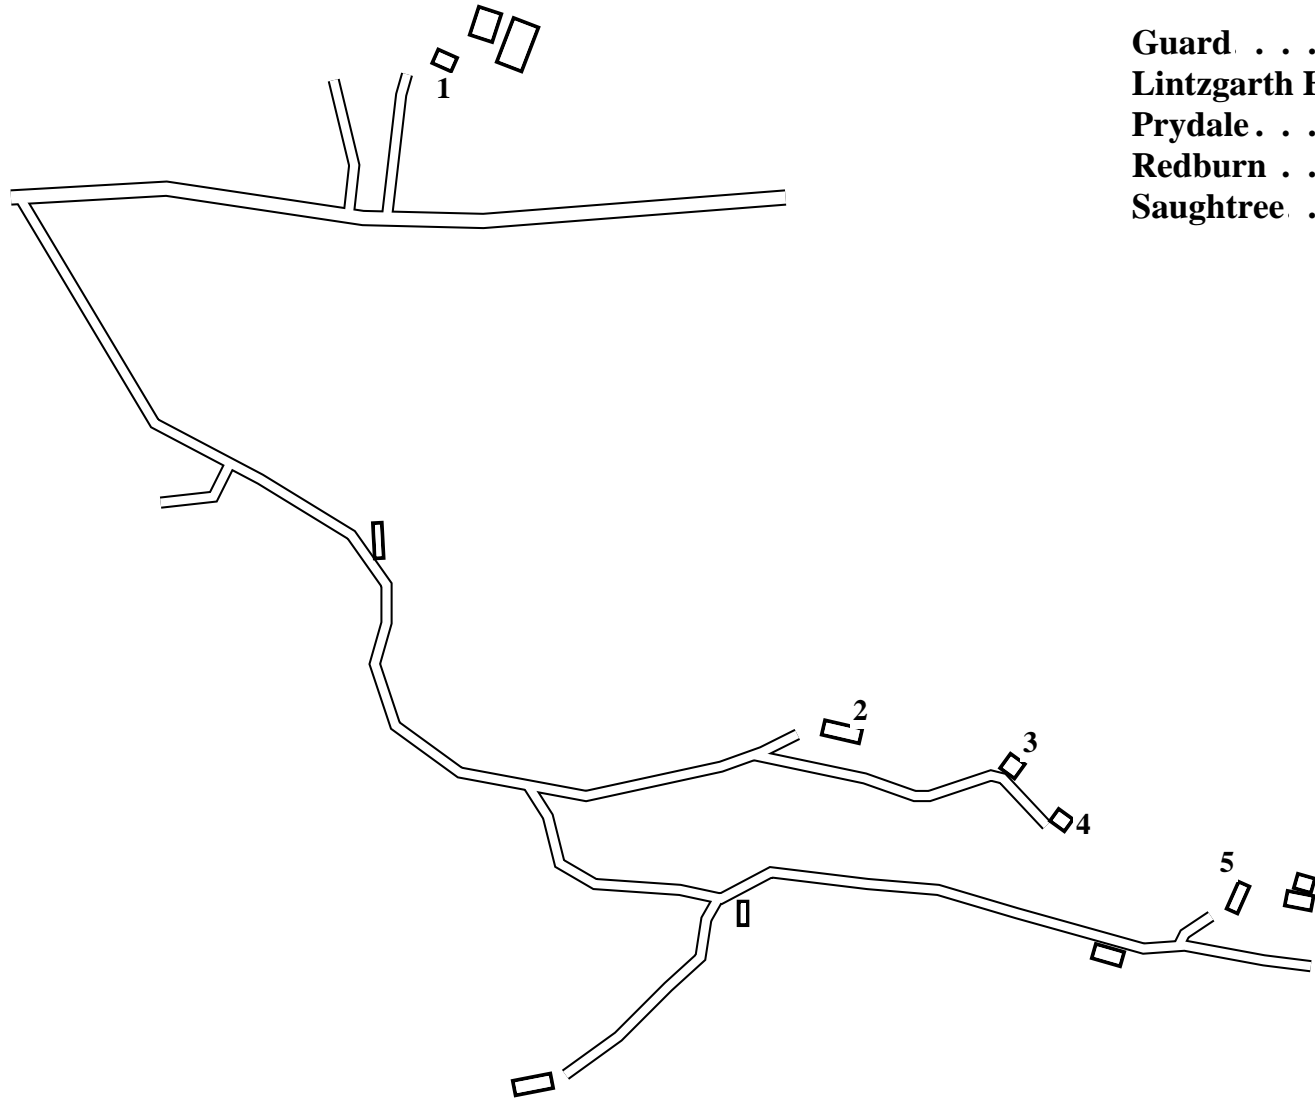 Guard . . . .
Lintzgarth
Prydale . . .
Redburn . .
Saughtree .
1
2
3
4
5